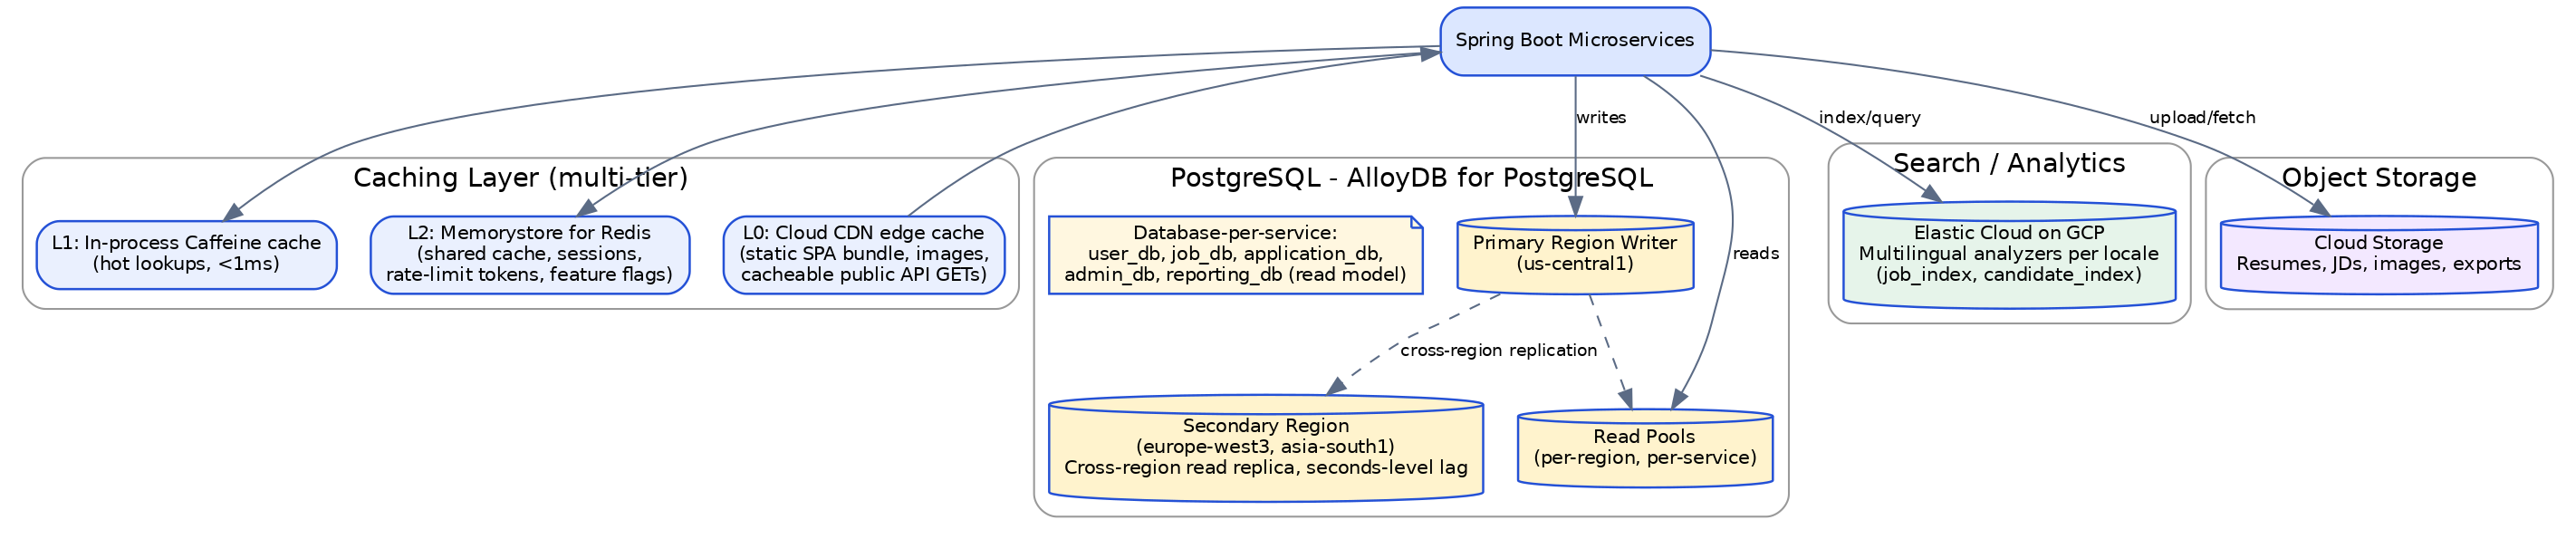 Spring Boot Microservices
writes
index/query
upload/fetch
Caching Layer (multi-tier)
L1: In-process Caffeine cache
(hot lookups, <1ms)
L2: Memorystore for Redis
(shared cache, sessions,
rate-limit tokens, feature flags)
L0: Cloud CDN edge cache
(static SPA bundle, images,
cacheable public API GETs)
PostgreSQL - AlloyDB for PostgreSQL
Database-per-service:
user_db, job_db, application_db,
admin_db, reporting_db (read model)
Primary Region Writer
(us-central1)
reads
cross-region replication
Secondary Region
(europe-west3, asia-south1)
Cross-region read replica, seconds-level lag
Read Pools
(per-region, per-service)
Search / Analytics
Elastic Cloud on GCP
Multilingual analyzers per locale
(job_index, candidate_index)
Object Storage
Cloud Storage
Resumes, JDs, images, exports